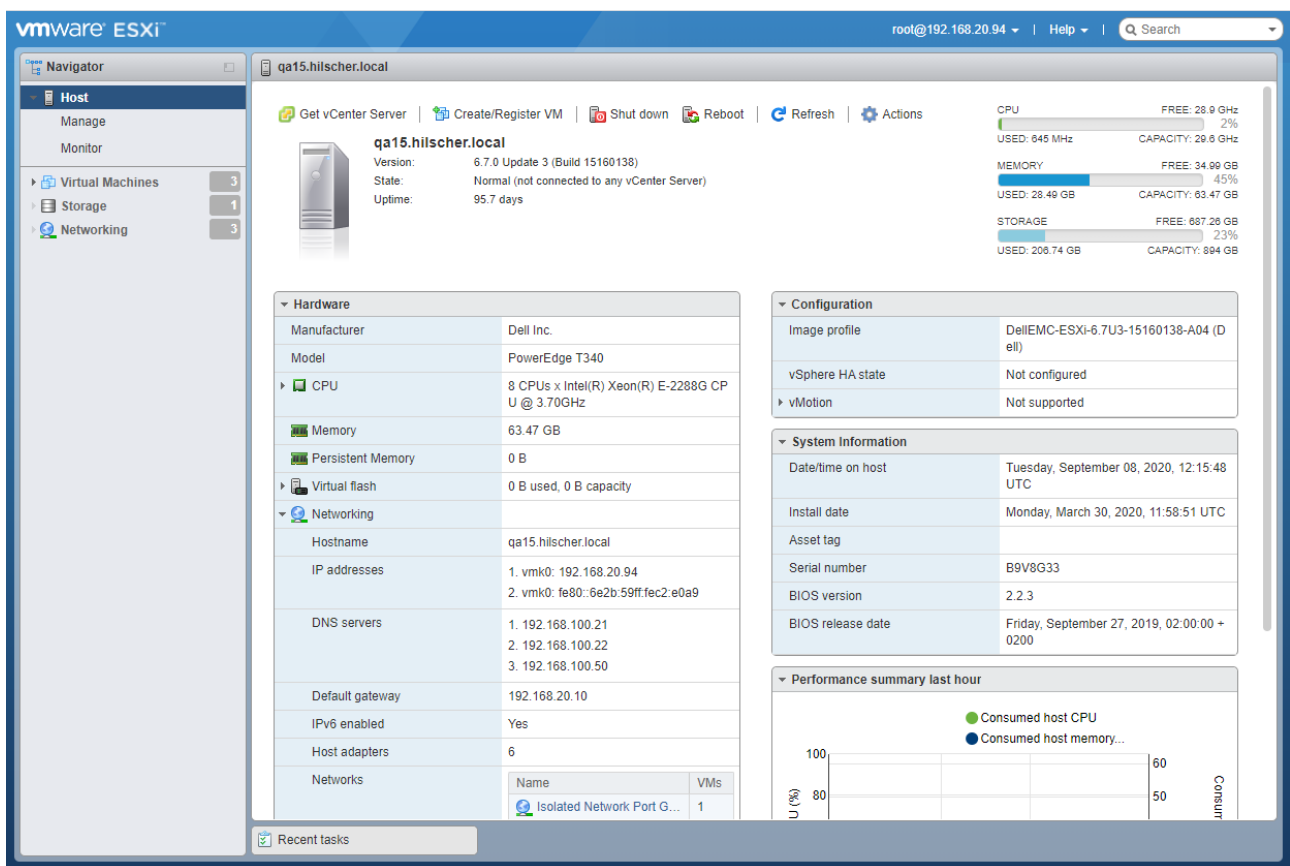 vmware ESXi™
root@192.168.20.94 | Help | Search
Navigator
Host
Manage
Monitor
Virtual Machines 3
Storage 1
Networking 3
qa15.hilscher.local
Get vCenter Server | Create/Register VM | Shut down Reboot | Refresh | Actions
qa15.hilscher.local
Version: 6.7.0 Update 3 (Build 15160138)
State: Normal (not connected to any vCenter Server)
Uptime: 95.7 days
CPU FREE: 28.9 GHz
2%
USED: 645 MHz CAPACITY: 29.6 GHz
MEMORY FREE: 34.99 GB
45%
USED: 28.49 GB CAPACITY: 63.47 GB
STORAGE FREE: 687.26 GB
23%
USED: 206.74 GB CAPACITY: 894 GB
Hardware
Manufacturer Dell Inc.
Model PowerEdge T340
CPU 8 CPUs x Intel(R) Xeon(R) E-2288G CP
U @ 3.70GHz
Memory 63.47 GB
Persistent Memory 0 B
Virtual flash 0 B used, 0 B capacity
Networking
Hostname qa15.hilscher.local
IP addresses 1. vmk0: 192.168.20.94
2. vmk0: fe80::6e2b:59ff:fec2:e0a9
DNS servers 1. 192.168.100.21
2. 192.168.100.22
3. 192.168.100.50
Default gateway 192.168.20.10
IPv6 enabled Yes
Host adapters 6
Networks Name VMs
Isolated Network Port G... 1
Configuration
Image profile DellEMC-ESXi-6.7U3-15160138-A04 (D
ell)
vSphere HA state Not configured
vMotion Not supported
System Information
Date/time on host Tuesday, September 08, 2020, 12:15:48
UTC
Install date Monday, March 30, 2020, 11:58:51 UTC
Asset tag
Serial number B9V8G33
BIOS version 2.2.3
BIOS release date Friday, September 27, 2019, 02:00:00 +
0200
Performance summary last hour
Consumed host CPU
Consumed host memory...
100
60
80
50
U (%)
Consum
Recent tasks